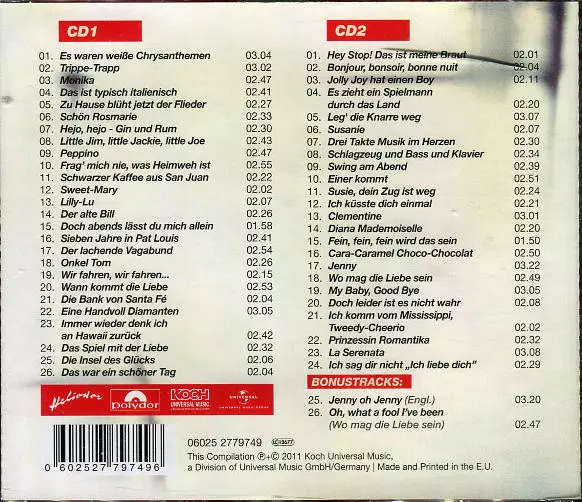 CD1
01. Es waren weiße Chrysanthemen 03.04
02. Trippe-Trapp 03.02
03. Monika 02.47
04. Das ist typisch italienisch 02.41
05. Zu Hause blüht jetzt der Flieder 02.27
06. Schön Rosmarie 02.33
07. Hejo, hejo - Gin und Rum 02.30
08. Little Jim, little Jackie, little Joe 02.43
09. Peppino 02.47
10. Frag' mich nie, was Heimweh ist 02.55
11. Schwarzer Kaffee aus San Juan 02.22
12. Sweet-Mary 02.02
13. Lilly-Lu 02.07
14. Der alte Bill 02.26
15. Doch abends lässt du mich allein 01.58
16. Sieben Jahre in Pat Louis 02.41
17. Der lachende Vagabund 02.54
18. Onkel Tom 02.26
19. Wir fahren, wir fahren... 02.15
20. Wann kommt die Liebe 02.53
21. Die Bank von Santa Fé 02.04
22. Eine Handvoll Diamanten 03.05
23. Immer wieder denk ich
an Hawaii zurück 02.42
24. Das Spiel mit der Liebe 02.32
25. Die Insel des Glücks 02.06
26. Das war ein schöner Tag 02.04
CD2
01. Hey Stop! Das ist meine Braut 02.01
02. Bonjour, bonsoir, bonne nuit 02.04
03. Jolly Joy hat einen Boy 02.11
04. Es zieht ein Spielmann
durch das Land 02.20
05. Leg' die Knarre weg 03.07
06. Susanie 02.07
07. Drei Takte Musik im Herzen 02.30
08. Schlagzeug und Bass und Klavier 02.34
09. Swing am Abend 02.39
10. Einer kommt 02.51
11. Susie, dein Zug ist weg 02.24
12. Ich küsste dich einmal 02.21
13. Clementine 03.01
14. Diana Mademoiselle 02.20
15. Fein, fein, fein wird das sein 01.50
16. Cara-Caramel Choco-Chocolat 02.50
17. Jenny 03.22
18. Wo mag die Liebe sein 02.49
19. My Baby, Good Bye 03.05
20. Doch leider ist es nicht wahr 02.08
21. Ich komm vom Mississippi,
Tweedy-Cheerio 02.02
22. Prinzessin Romantika 02.32
23. La Serenata 03.08
24. Ich sag dir nicht „Ich liebe dich“ 02.29
BONUSTRACKS:
25. Jenny oh Jenny (Engl.) 03.20
26. Oh, what a fool I've been
(Wo mag die Liebe sein) 02.47
Heliodor
polydor
KOCH
UNIVERSAL MUSIC
UNIVERSAL
06025 2779749 LC13677
0 602527 797496
This Compilation ℗+© 2011 Koch Universal Music,
a Division of Universal Music GmbH/Germany | Made and Printed in the E.U.